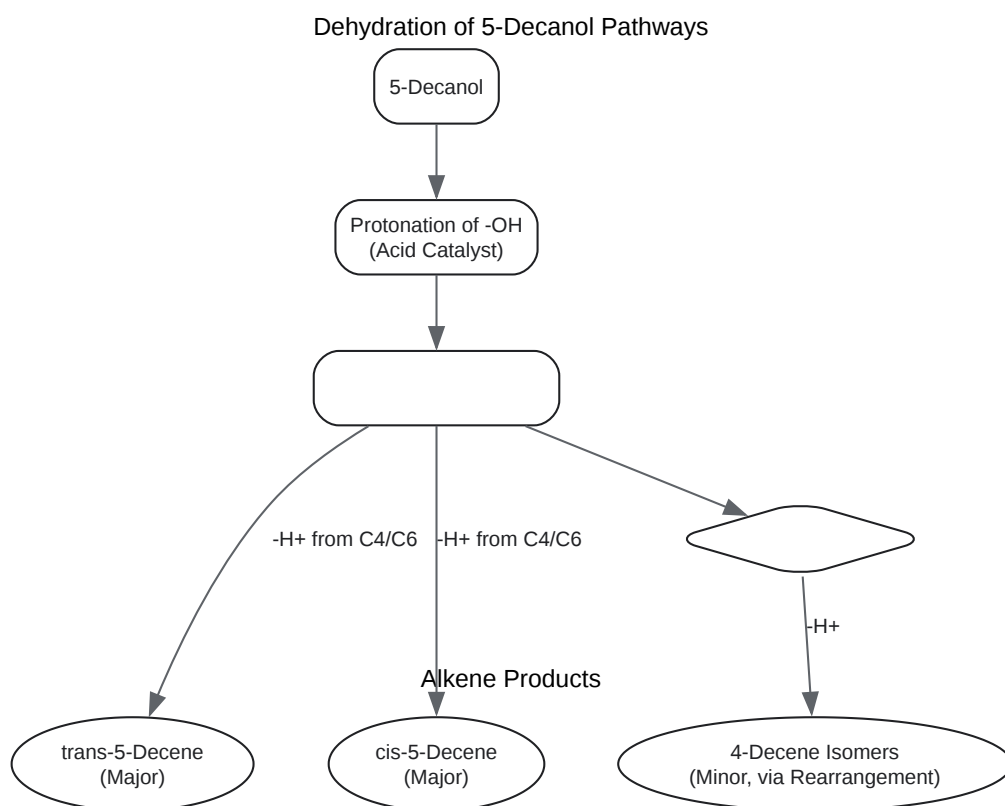 Dehydration of 5-Decanol Pathways
5-Decanol
Protonation of -OH
(Acid Catalyst)
-H+ from C4/C6
-H+ from C4/C6
-H+
Alkene Products
trans-5-Decene
(Major)
cis-5-Decene
(Major)
4-Decene Isomers
(Minor, via Rearrangement)